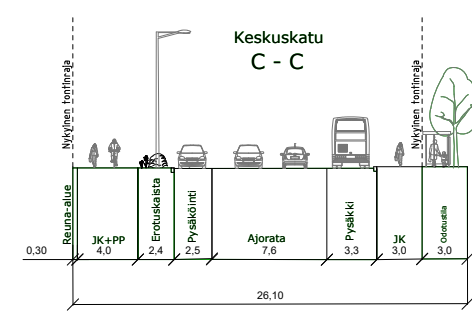 Keskuskatu
C - C
Nykyinen tontinraja
Nykyinen tontinraja
Reuna-alue
JK+PP
Erotuskaista
Pysäköinti
Ajorata
Pysäkki
JK
Odotustila
0,30
4,0
2,4
2,5
7,6
3,3
3,0
3,0
26,10